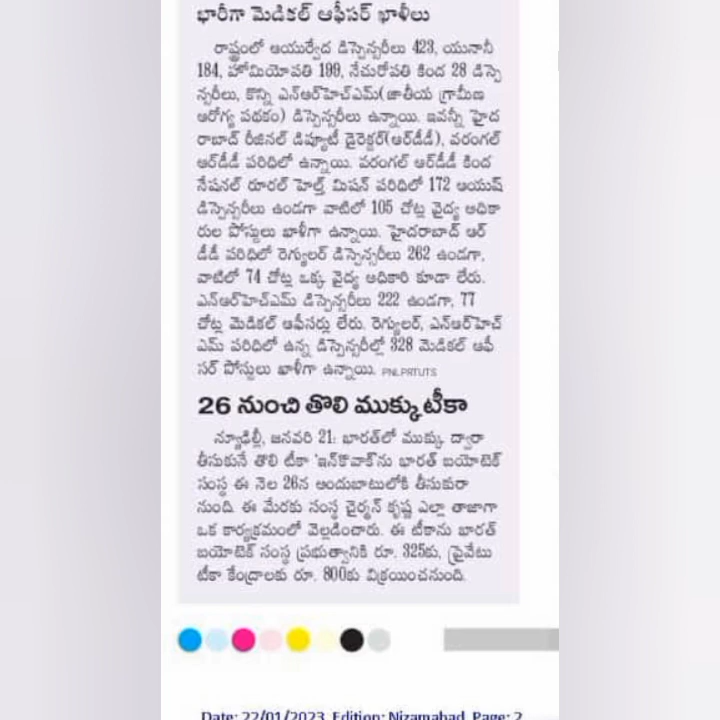 భారీగా మెడికల్ ఆఫీసర్ ఖాళీలు
రాష్ట్రంలో ఆయుర్వేద డిస్పెన్సరీలు 423, యునానీ
184, హోమియోపతి 199, నేచురోపతి కింద 28 డిస్పె
న్సరీలు, కొన్ని ఎన్ఆర్‌హెచ్ఎమ్(జాతీయ గ్రామీణ
ఆరోగ్య పథకం) డిస్పెన్సరీలు ఉన్నాయి. ఇవన్నీ హైద
రాబాద్ రీజినల్ డిప్యూటీ డైరెక్టర్(ఆర్‌డీడీ), వరంగల్
ఆర్‌డీడీ పరిధిలో ఉన్నాయి. వరంగల్ ఆర్‌డీడీ కింద
నేషనల్ రూరల్ హెల్త్ మిషన్ పరిధిలో 172 ఆయుష్
డిస్పెన్సరీలు ఉండగా వాటిలో 105 చోట్ల వైద్య అధికా
రుల పోస్టులు ఖాళీగా ఉన్నాయి. హైదరాబాద్ ఆర్
డీడీ పరిధిలో రెగ్యులర్ డిస్పెన్సరీలు 262 ఉండగా,
వాటిలో 74 చోట్ల ఒక్క వైద్య అధికారి కూడా లేరు.
ఎన్ఆర్‌హెచ్ఎమ్ డిస్పెన్సరీలు 222 ఉండగా, 77
చోట్ల మెడికల్ ఆఫీసర్లు లేరు. రెగ్యులర్, ఎన్ఆర్‌హెచ్
ఎమ్ పరిధిలో ఉన్న డిస్పెన్సరీల్లో 328 మెడికల్ ఆఫీ
సర్ పోస్టులు ఖాళీగా ఉన్నాయి. PNLPRTUTS
26 నుంచి తొలి ముక్కు టీకా
న్యూఢిల్లీ, జనవరి 21: భారత్‌లో ముక్కు ద్వారా
తీసుకునే తొలి టీకా 'ఇన్‌కొవాక్'ను భారత్ బయోటెక్
సంస్థ ఈ నెల 26న అందుబాటులోకి తీసుకురా
నుంది. ఈ మేరకు సంస్థ చైర్మన్ కృష్ణ ఎల్లా తాజాగా
ఒక కార్యక్రమంలో వెల్లడించారు. ఈ టీకాను భారత్
బయోటెక్ సంస్థ ప్రభుత్వానికి రూ. 325కు, ప్రైవేటు
టీకా కేంద్రాలకు రూ. 800కు విక్రయించనుంది.
Date: 22/01/2023, Edition: Nizamabad, Page: 2